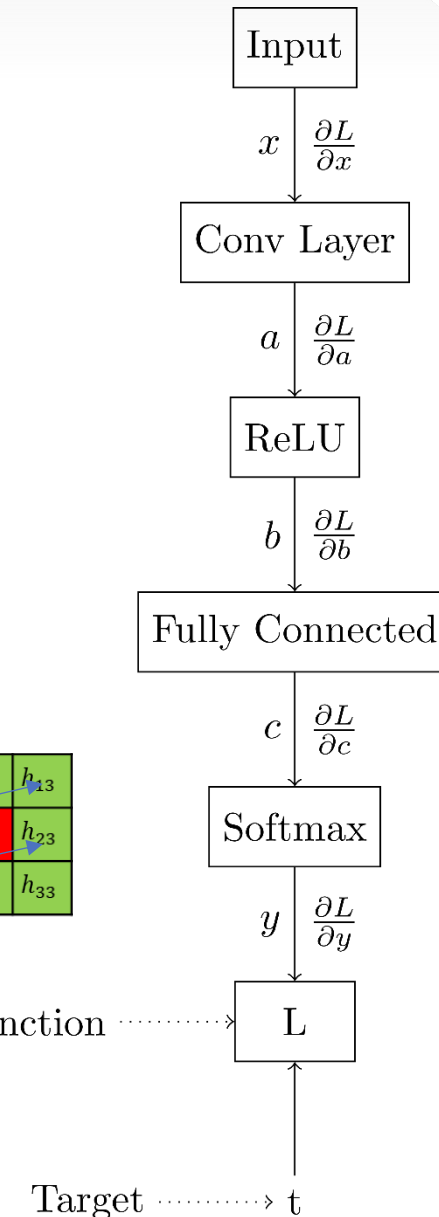 Input
x ∂L/∂x
Conv Layer
a ∂L/∂a
ReLU
b ∂L/∂b
Fully Connected
c ∂L/∂c
h₁₃
Softmax
h₂₃
h₃₃
y ∂L/∂y
nction
L
Target
t